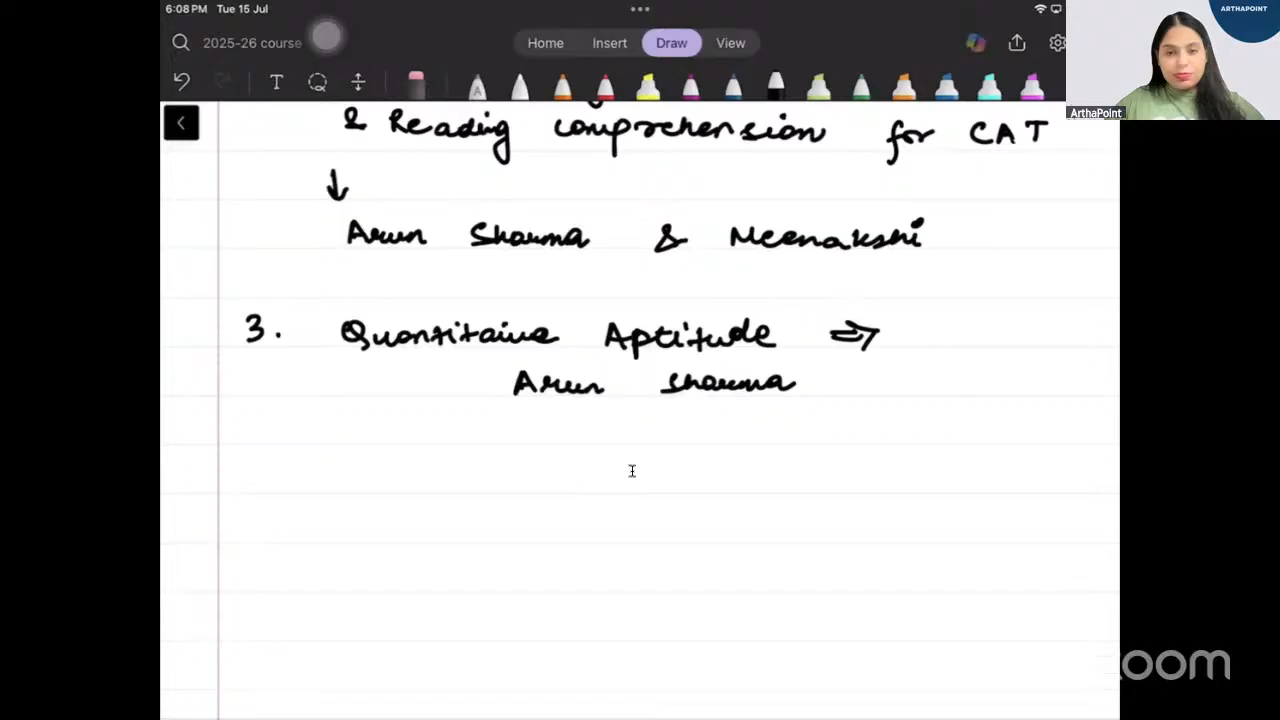 6:08 PM Tue 15 Jul
ARTHAPOINT
2025-26 course
Home Insert Draw View
T
A
ArthaPoint
& Reading comprehension for CAT
↓
Arun Sharma & Meenakshi
3. Quantitaive Aptitude ⇒
Arun Sharma
zoom